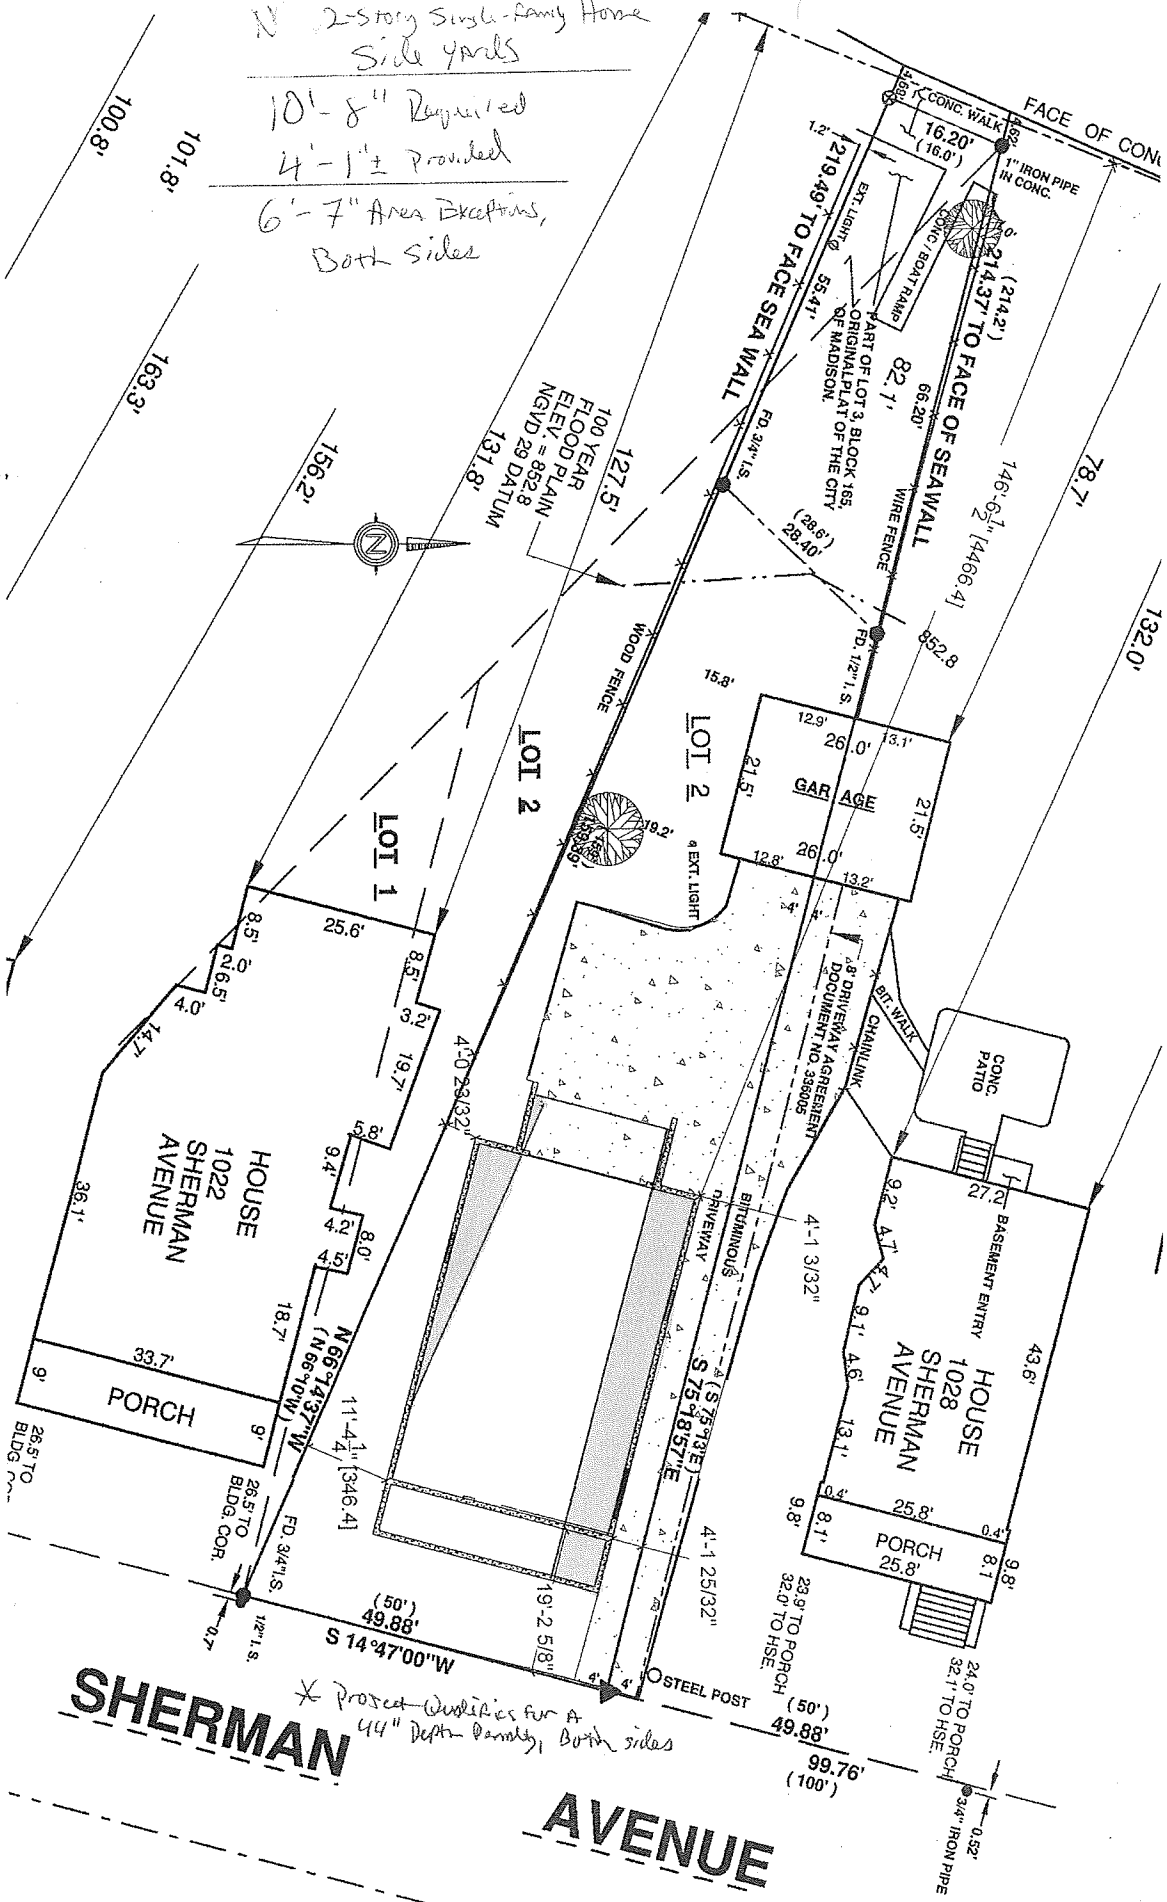 2-Story Single-Family Home
Side Yards
10'-8" Required
4'-1"± Provided
6'-7" Area Exceptions,
Both Sides
100.8'
101.8'
163.3'
156.2'
131.8'
127.5'
100 YEAR
FLOOD PLAIN
ELEV. = 852.8
NGVD 29 DATUM
N
4.68'
CONC. WALK
4.62'
FACE OF CONC
16.20'
(16.0')
1" IRON PIPE
IN CONC.
1.2'
219.49' TO FACE SEA WALL
EXT. LIGHT
55.41'
CONC / BOAT RAMP
(214.2')
214.37' TO FACE OF SEAWALL
PART OF LOT 3, BLOCK 165,
ORIGINAL PLAT OF THE CITY
OF MADISON.
82.1'
66.20'
WIRE FENCE
78.7'
146'-6 1/2" [4466.4]
132.0'
FD. 3/4" I.S.
(28.6')
28.40'
852.8
FD. 1/2" I. S.
WOOD FENCE
15.8'
LOT 2
LOT 2
LOT 1
12.9'
26.0'
13.1'
21.5'
GARAGE
21.5'
26.0'
12.8'
13.2'
19.2'
EXT. LIGHT
4'
4'
8' DRIVEWAY AGREEMENT
DOCUMENT NO. 336005
CHAINLINK
BIT. WALK
CONC.
PATIO
25.6'
8.5'
2.0'
6.5'
4.0'
14.7'
8.5'
3.2'
19.7'
5.8'
9.4'
4.2'
8.0'
4.5'
18.7'
36.1'
HOUSE
1022
SHERMAN
AVENUE
33.7'
9'
9'
PORCH
26.5' TO
26.5' TO
BLDG. COR.
4'-0 23/32"
4'-1 3/32"
BITUMINOUS
DRIVEWAY
27.2
BASEMENT ENTRY
9.2'
4.7'
4.7'
9.1'
4.6'
13.1'
43.6'
HOUSE
1028
SHERMAN
AVENUE
0.4'
25.8'
0.4'
8.1'
9.8'
PORCH
25.8'
8.1
9.8'
(S 75°13'E)
S 75°18'57"E
N 66°14'37"W
(N 66°10'W)
11'-4 1/4" [346.4]
4'-1 25/32"
19'-2 5/8"
FD. 3/4" I.S.
1/2" I. S.
0.7'
(50')
49.88'
S 14°47'00"W
4'
4'
STEEL POST
23.9' TO PORCH
32.0' TO HSE.
24.0' TO PORCH
32.1' TO HSE.
(50')
49.88'
99.76'
(100')
0.52'
3/4" IRON PIPE
* Project Qualifies for A
44" Depth Penalty, Both sides
SHERMAN
AVENUE